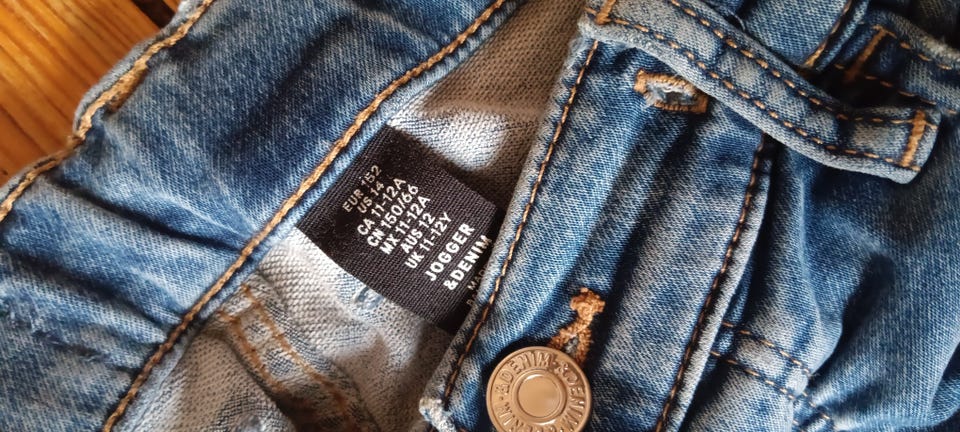 EUR 152
US 14
CA 11-12A
CN 150/66
MX 11-12A
AUS 12
UK 11-12Y
JOGGER
&DENIM
&DENIM